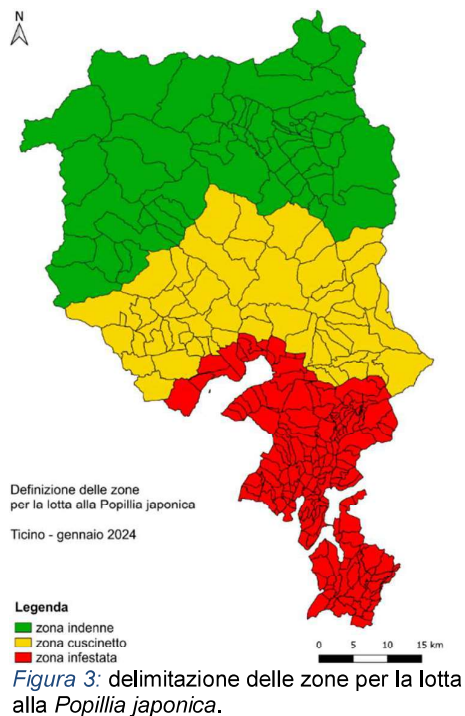 N
Definizione delle zone
per la lotta alla Popillia japonica
Ticino - gennaio 2024
Legenda
zona indenne
zona cuscinetto
zona infestata
0 5 10 15 km
Figura 3: delimitazione delle zone per la lotta
alla Popillia japonica.